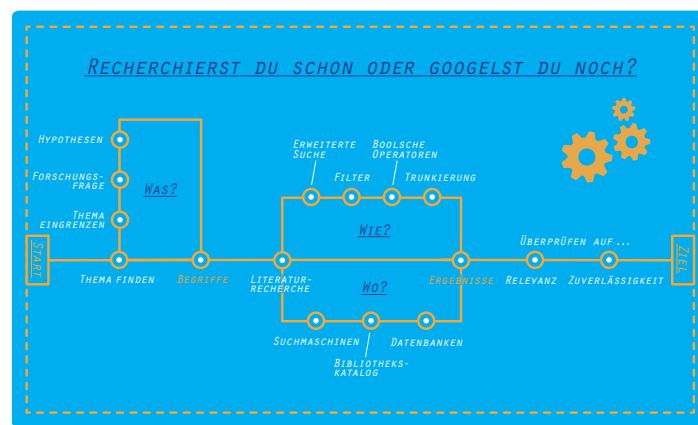 RECHERCHIERST DU SCHON ODER GOOGELST DU NOCH?
HYPOTHESEN
FORSCHUNGS-
FRAGE
THEMA
EINGRENZEN
WAS?
START
THEMA FINDEN
BEGRIFFE
LITERATUR-
RECHERCHE
ERWEITERTE
SUCHE
FILTER
BOOLSCHE
OPERATOREN
TRUNKIERUNG
WIE?
WO?
SUCHMASCHINEN
BIBLIOTHEKS-
KATALOG
DATENBANKEN
ERGEBNISSE
ÜBERPRÜFEN AUF ...
RELEVANZ
ZUVERLÄSSIGKEIT
ZIEL